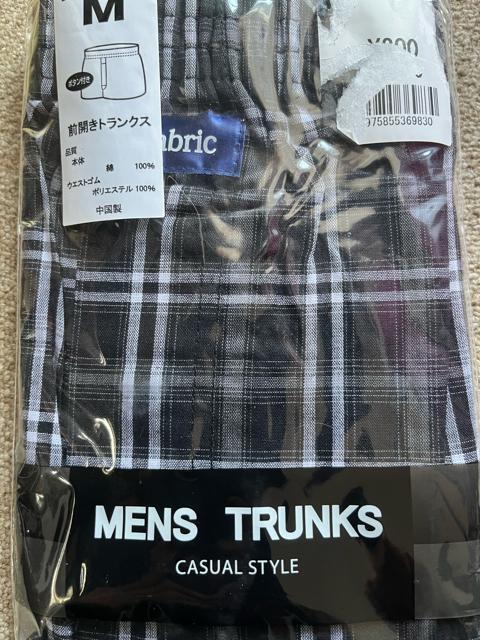 M
ボタン付き
前開きトランクス
品質
本体 綿 100%
ウエストゴム
ポリエステル 100%
中国製
975855369830
MENS TRUNKS
CASUAL STYLE